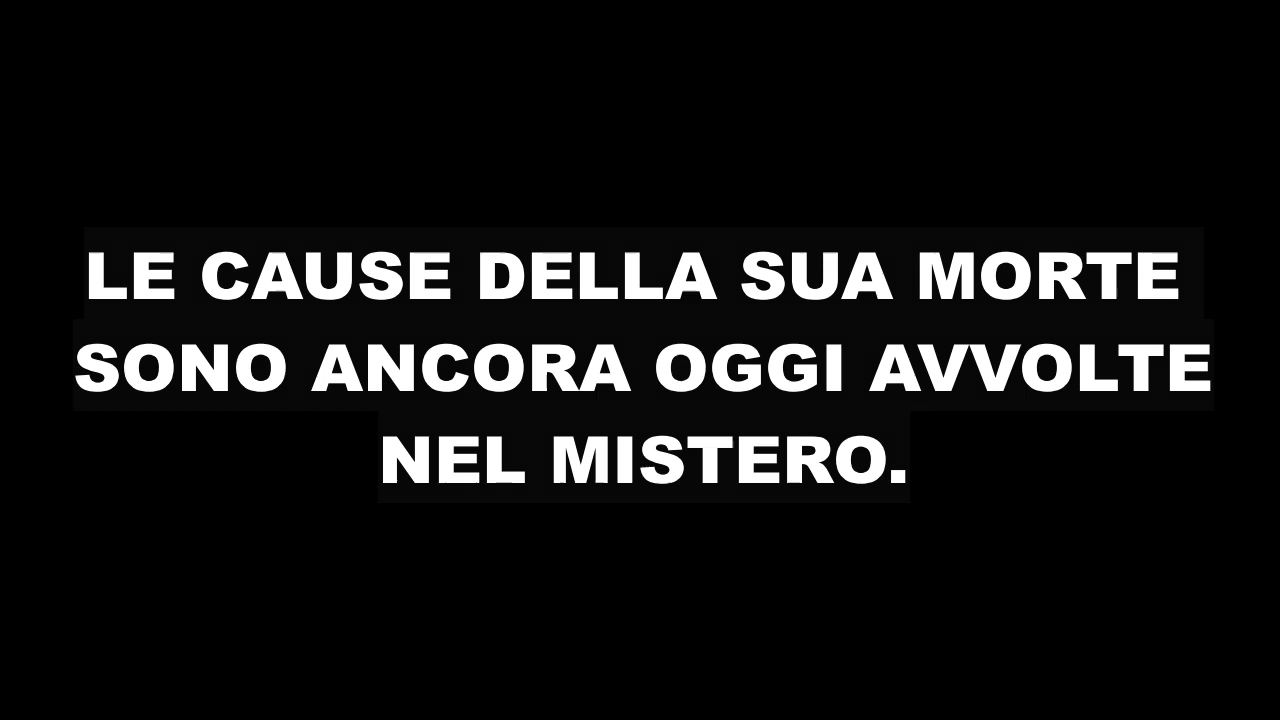 LE CAUSE DELLA SUA MORTE
SONO ANCORA OGGI AVVOLTE
NEL MISTERO.